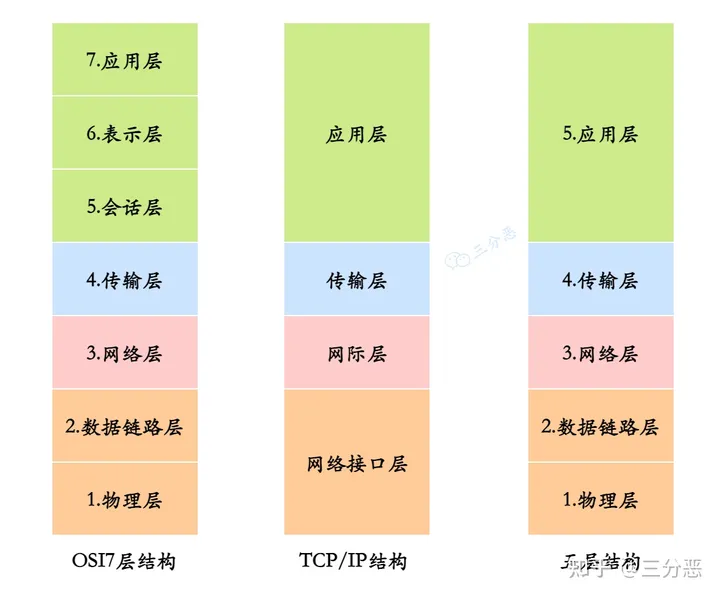 7.应用层
6.表示层
5.会话层
4.传输层
3.网络层
2.数据链路层
1.物理层
OSI7层结构
应用层
传输层
网际层
网络接口层
TCP/IP结构
三分恶
5.应用层
4.传输层
3.网络层
2.数据链路层
1.物理层
五层结构
知乎 @三分恶